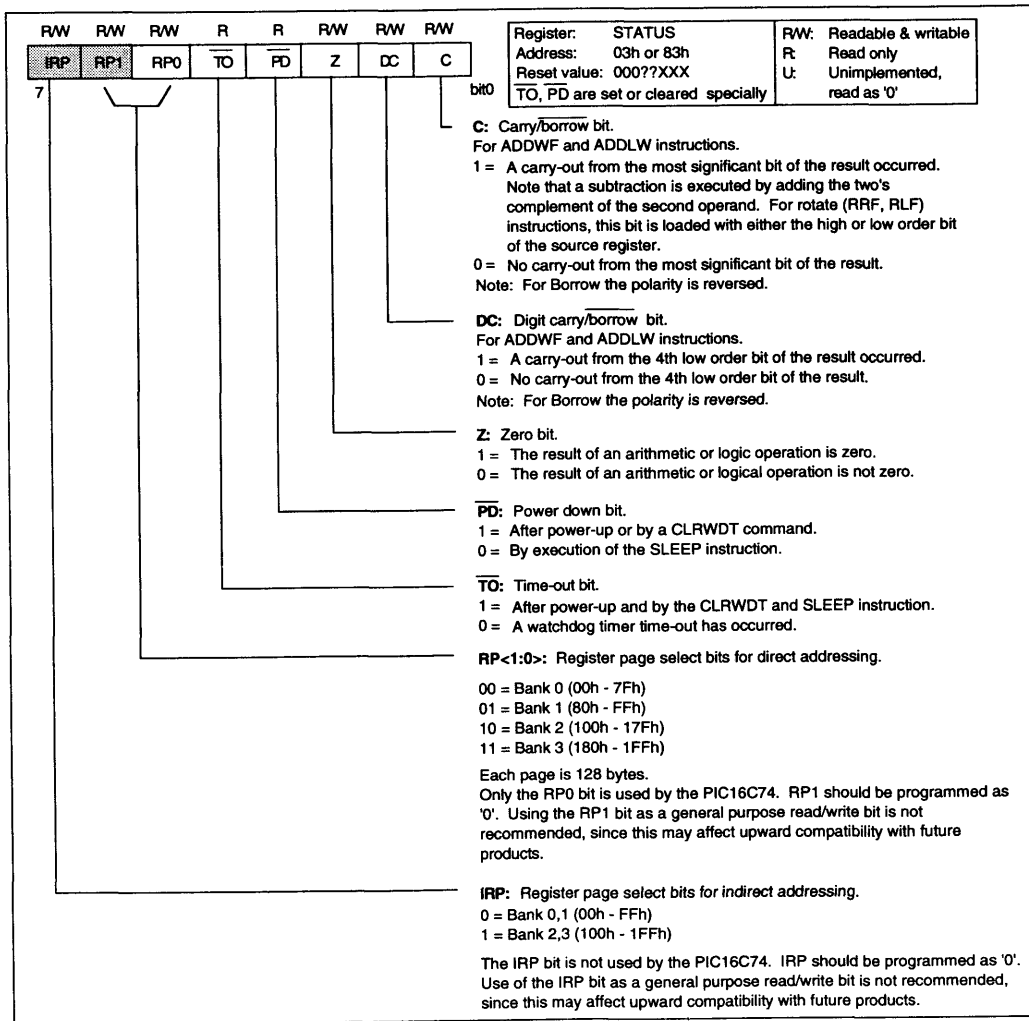 R/W R/W R/W R R R/W R/W R/W
IRP RP1 RP0 T̅O̅ P̅D̅ Z DC C
7 bit0
Register: STATUS
Address: 03h or 83h
Reset value: 000??XXX
T̅O̅, P̅D̅ are set or cleared specially
R/W: Readable & writable
R: Read only
U: Unimplemented,
read as '0'
C: Carry/b̅o̅r̅r̅o̅w̅ bit.
For ADDWF and ADDLW instructions.
1 = A carry-out from the most significant bit of the result occurred.
Note that a subtraction is executed by adding the two's
complement of the second operand. For rotate (RRF, RLF)
instructions, this bit is loaded with either the high or low order bit
of the source register.
0 = No carry-out from the most significant bit of the result.
Note: For Borrow the polarity is reversed.
DC: Digit carry/b̅o̅r̅r̅o̅w̅ bit.
For ADDWF and ADDLW instructions.
1 = A carry-out from the 4th low order bit of the result occurred.
0 = No carry-out from the 4th low order bit of the result.
Note: For Borrow the polarity is reversed.
Z: Zero bit.
1 = The result of an arithmetic or logic operation is zero.
0 = The result of an arithmetic or logical operation is not zero.
P̅D̅: Power down bit.
1 = After power-up or by a CLRWDT command.
0 = By execution of the SLEEP instruction.
T̅O̅: Time-out bit.
1 = After power-up and by the CLRWDT and SLEEP instruction.
0 = A watchdog timer time-out has occurred.
RP<1:0>: Register page select bits for direct addressing.
00 = Bank 0 (00h - 7Fh)
01 = Bank 1 (80h - FFh)
10 = Bank 2 (100h - 17Fh)
11 = Bank 3 (180h - 1FFh)
Each page is 128 bytes.
Only the RP0 bit is used by the PIC16C74. RP1 should be programmed as
'0'. Using the RP1 bit as a general purpose read/write bit is not
recommended, since this may affect upward compatibility with future
products.
IRP: Register page select bits for indirect addressing.
0 = Bank 0,1 (00h - FFh)
1 = Bank 2,3 (100h - 1FFh)
The IRP bit is not used by the PIC16C74. IRP should be programmed as '0'.
Use of the IRP bit as a general purpose read/write bit is not recommended,
since this may affect upward compatibility with future products.